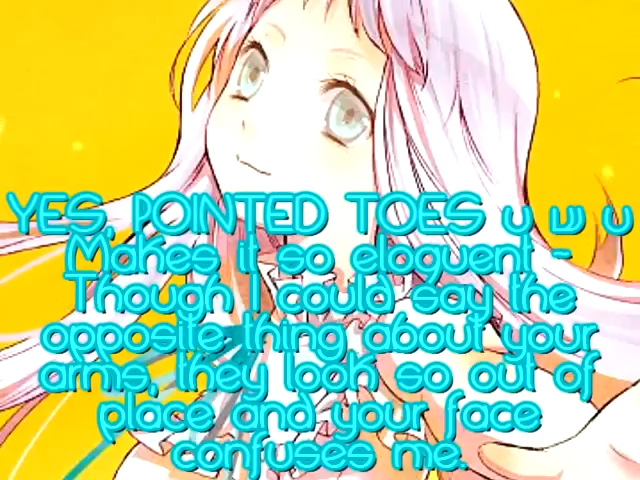 YES, POINTED TOES u w u
Makes it so eloquent -
Though I could say the
opposite thing about your
arms, they look so out of
place and your face
confuses me.